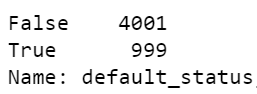 False    4001
True      999
Name: default_status,